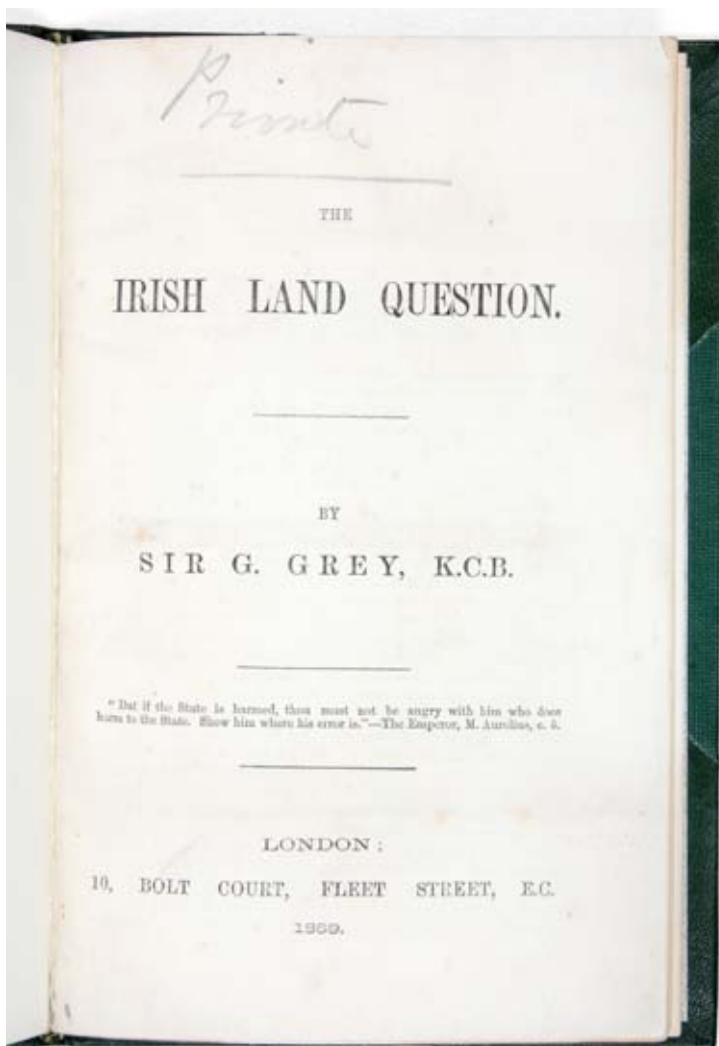 Private
THE
IRISH LAND QUESTION.
BY
SIR G. GREY, K.C.B.
"But if the State is harmed, thou must not be angry with him who does
harm to the State. Show him where his error is."—The Emperor, M. Aurelius, c. 5.
LONDON:
10, BOLT COURT, FLEET STREET, E.C.
1869.